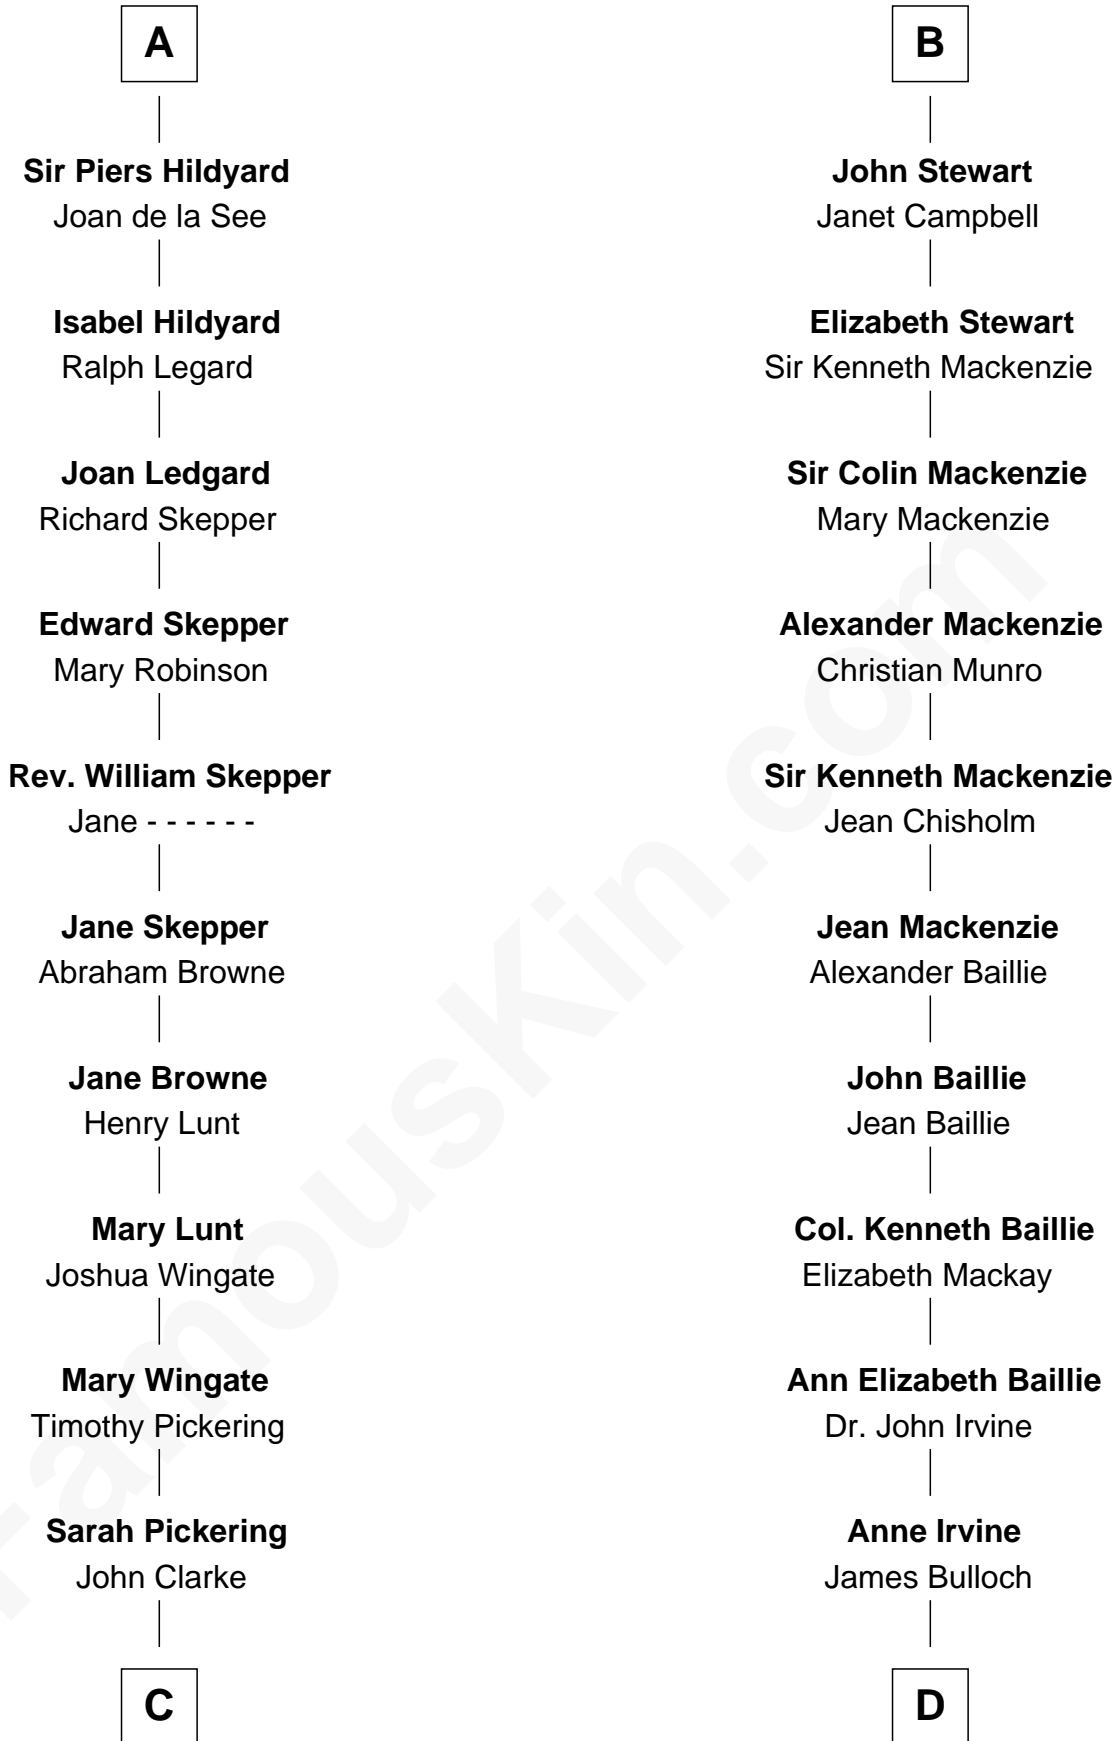 A
Sir Piers Hildyard
Joan de la See
Isabel Hildyard
Ralph Legard
Joan Ledgard
Richard Skepper
Edward Skepper
Mary Robinson
Rev. William Skepper
Jane - - - - - -
Jane Skepper
Abraham Browne
Jane Browne
Henry Lunt
Mary Lunt
Joshua Wingate
Mary Wingate
Timothy Pickering
Sarah Pickering
John Clarke
C
B
John Stewart
Janet Campbell
Elizabeth Stewart
Sir Kenneth Mackenzie
Sir Colin Mackenzie
Mary Mackenzie
Alexander Mackenzie
Christian Munro
Sir Kenneth Mackenzie
Jean Chisholm
Jean Mackenzie
Alexander Baillie
John Baillie
Jean Baillie
Col. Kenneth Baillie
Elizabeth Mackay
Ann Elizabeth Baillie
Dr. John Irvine
Anne Irvine
James Bulloch
D
FamousKin.com